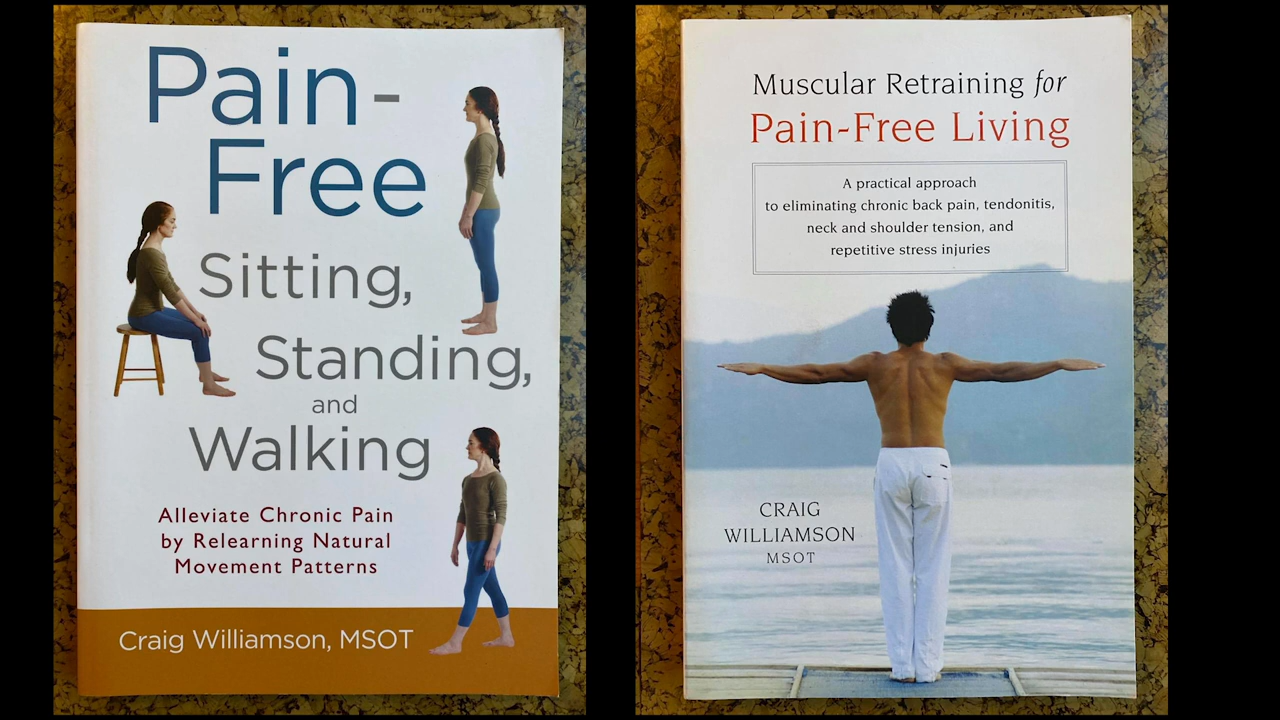 Pain-
Free
Sitting,
Standing,
and
Walking
Alleviate Chronic Pain
by Relearning Natural
Movement Patterns
Craig Williamson, MSOT
Muscular Retraining for
Pain-Free Living
A practical approach
to eliminating chronic back pain, tendonitis,
neck and shoulder tension, and
repetitive stress injuries
CRAIG
WILLIAMSON
MSOT